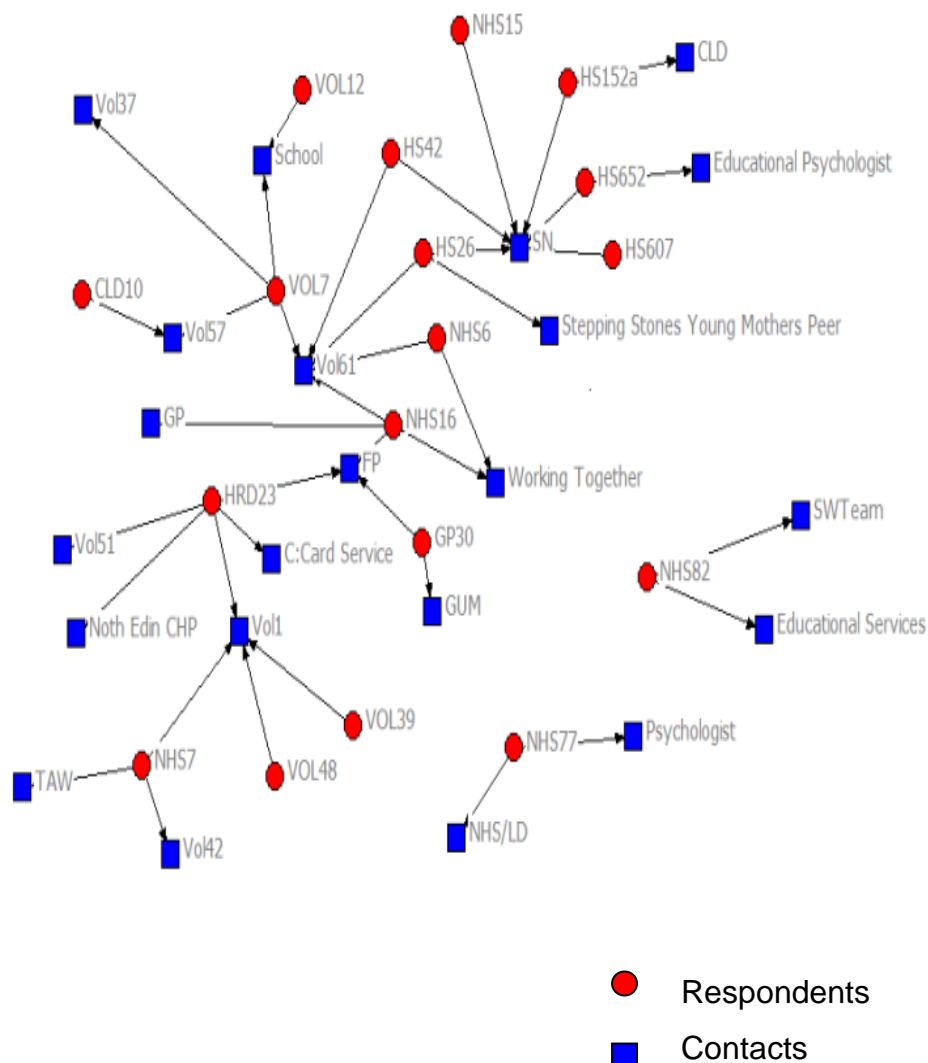 NHS15
CLD
HS152a
VOL12
Vol37
School
HS42
Educational Psychologist
HS652
SN
HS26
HS607
VOL7
CLD10
Vol57
Stepping Stones Young Mothers Peer
NHS6
Vol61
GP
NHS16
FP
Working Together
HRD23
SWTeam
GP30
Vol51
C:Card Service
NHS82
GUM
Noth Edin CHP
Vol1
Educational Services
VOL39
Psychologist
NHS77
NHS7
VOL48
TAW
NHS/LD
Vol42
Respondents
Contacts